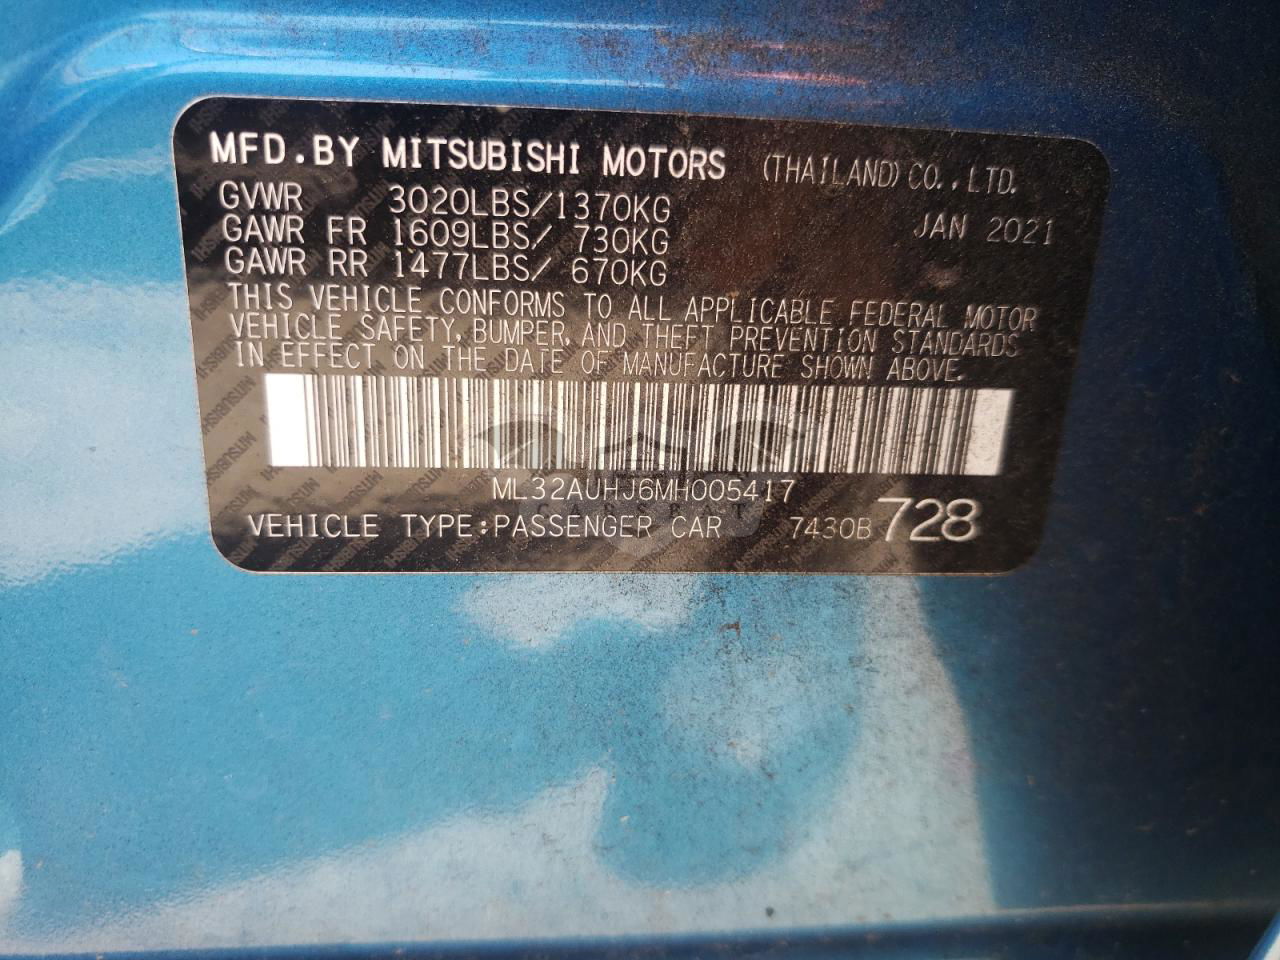 MFD.BY MITSUBISHI MOTORS (THAILAND) CO.,LTD.
GVWR 3020LBS/1370KG JAN 2021
GAWR FR 1609LBS/ 730KG
GAWR RR 1477LBS/ 670KG
THIS VEHICLE CONFORMS TO ALL APPLICABLE FEDERAL MOTOR
VEHICLE SAFETY, BUMPER, AND THEFT PREVENTION STANDARDS
IN EFFECT ON THE DATE OF MANUFACTURE SHOWN ABOVE.
ML32AUHJ6MH005417
VEHICLE TYPE:PASSENGER CAR 7430B 728